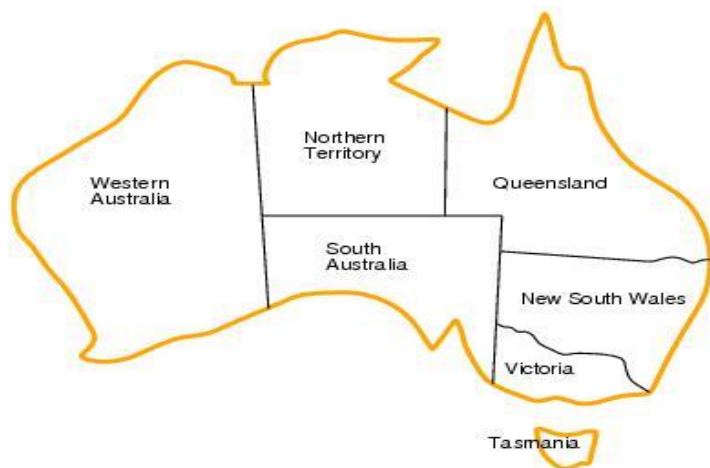 Northern
Territory
Western
Australia
Queensland
South
Australia
New South Wales
Victoria
Tasmania